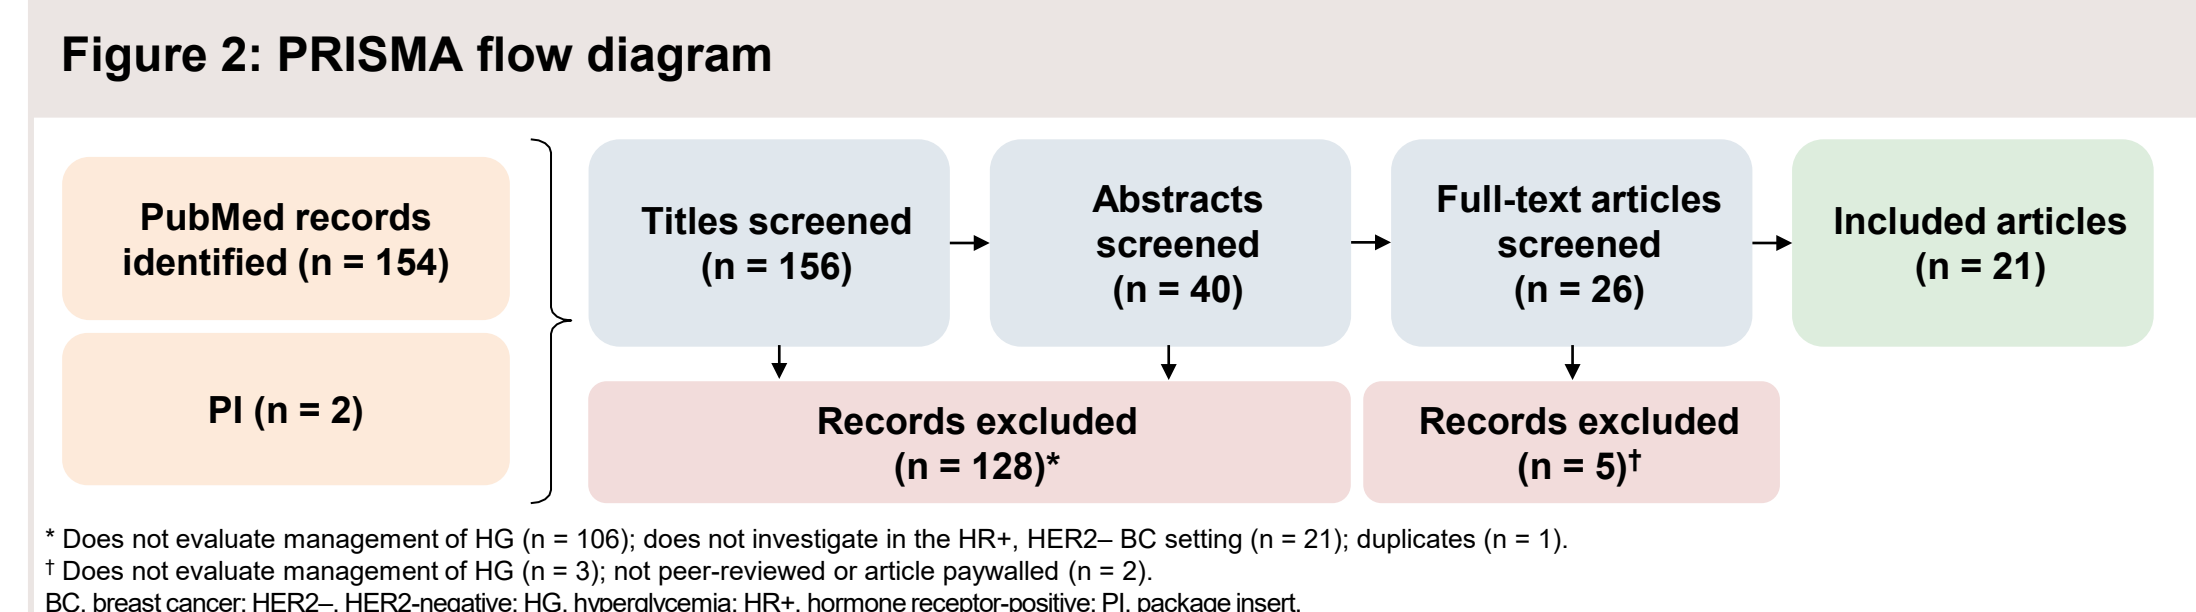 Figure 2: PRISMA flow diagram
PubMed records
identified (n = 154)
PI (n = 2)
Titles screened
(n = 156)
Abstracts
screened
(n = 40)
Full-text articles
screened
(n = 26)
Included articles
(n = 21)
Records excluded
(n = 128)*
Records excluded
(n = 5)†
* Does not evaluate management of HG (n = 106); does not investigate in the HR+, HER2– BC setting (n = 21); duplicates (n = 1).
† Does not evaluate management of HG (n = 3); not peer-reviewed or article paywalled (n = 2).
BC, breast cancer; HER2–, HER2-negative; HG, hyperglycemia; HR+, hormone receptor-positive; PI, package insert.